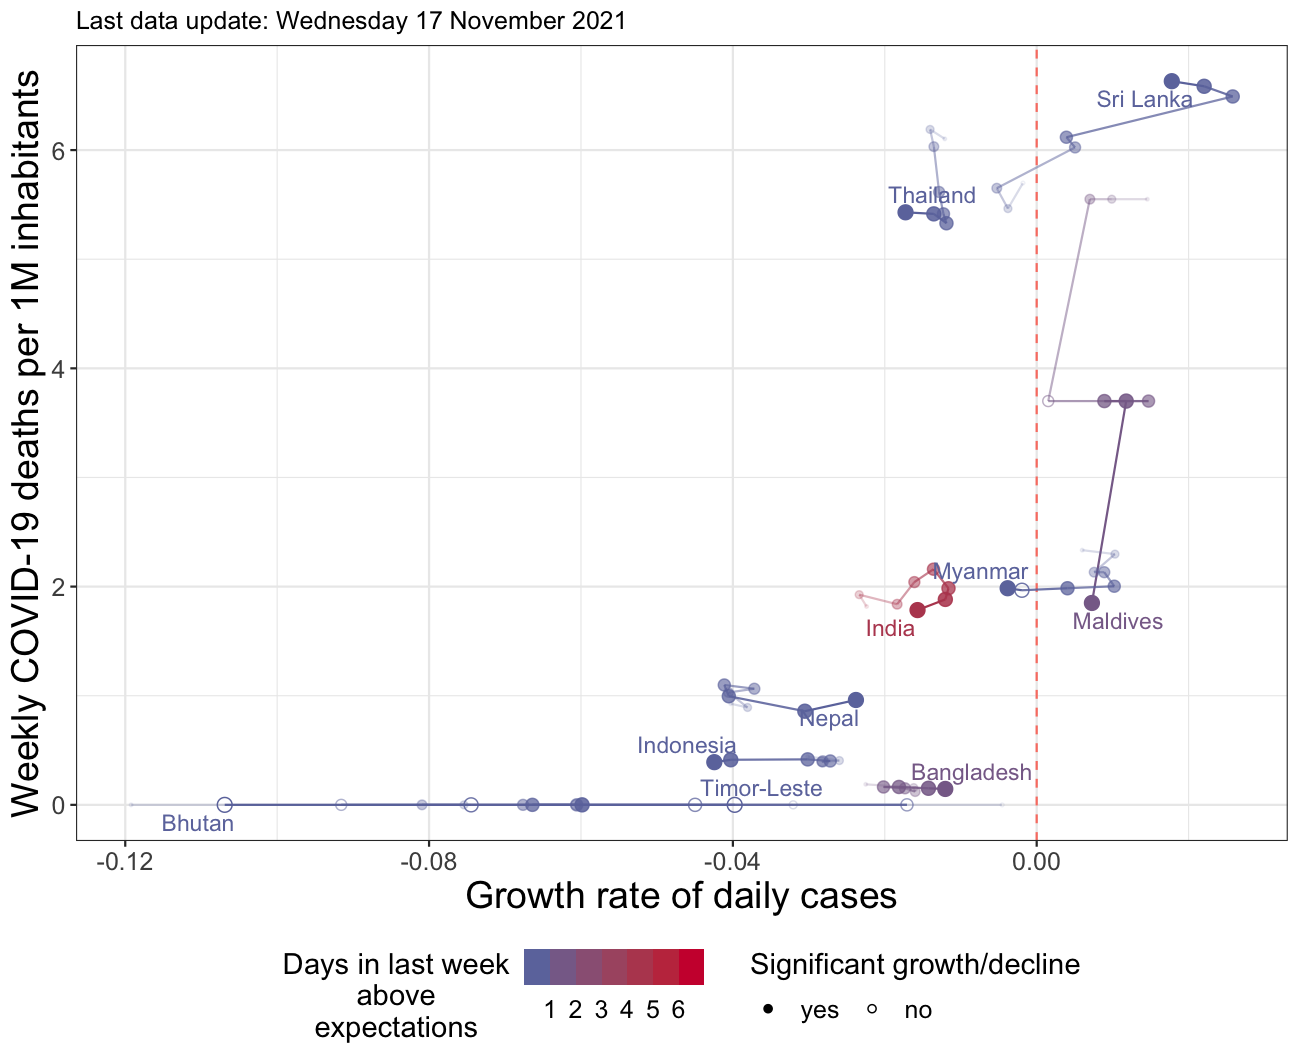 Last data update: Wednesday 17 November 2021
Weekly COVID-19 deaths per 1M inhabitants
6
4
2
0
Sri Lanka
Thailand
Myanmar
Maldives
India
Nepal
Indonesia
Bangladesh
Timor-Leste
Bhutan
-0.12 -0.08 -0.04 0.00
Growth rate of daily cases
Days in last week
above
expectations
1 2 3 4 5 6
Significant growth/decline
yes no